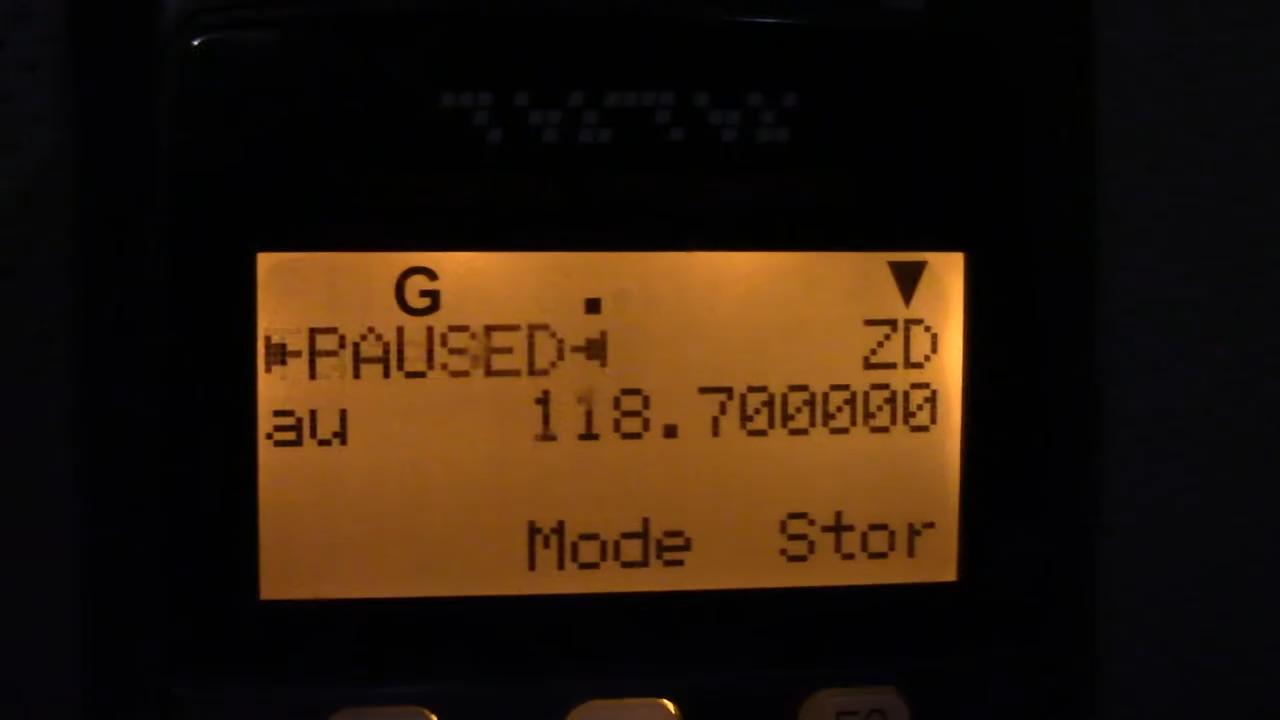 G . ▼
PAUSED ZD
au 118.700000
Mode Stor